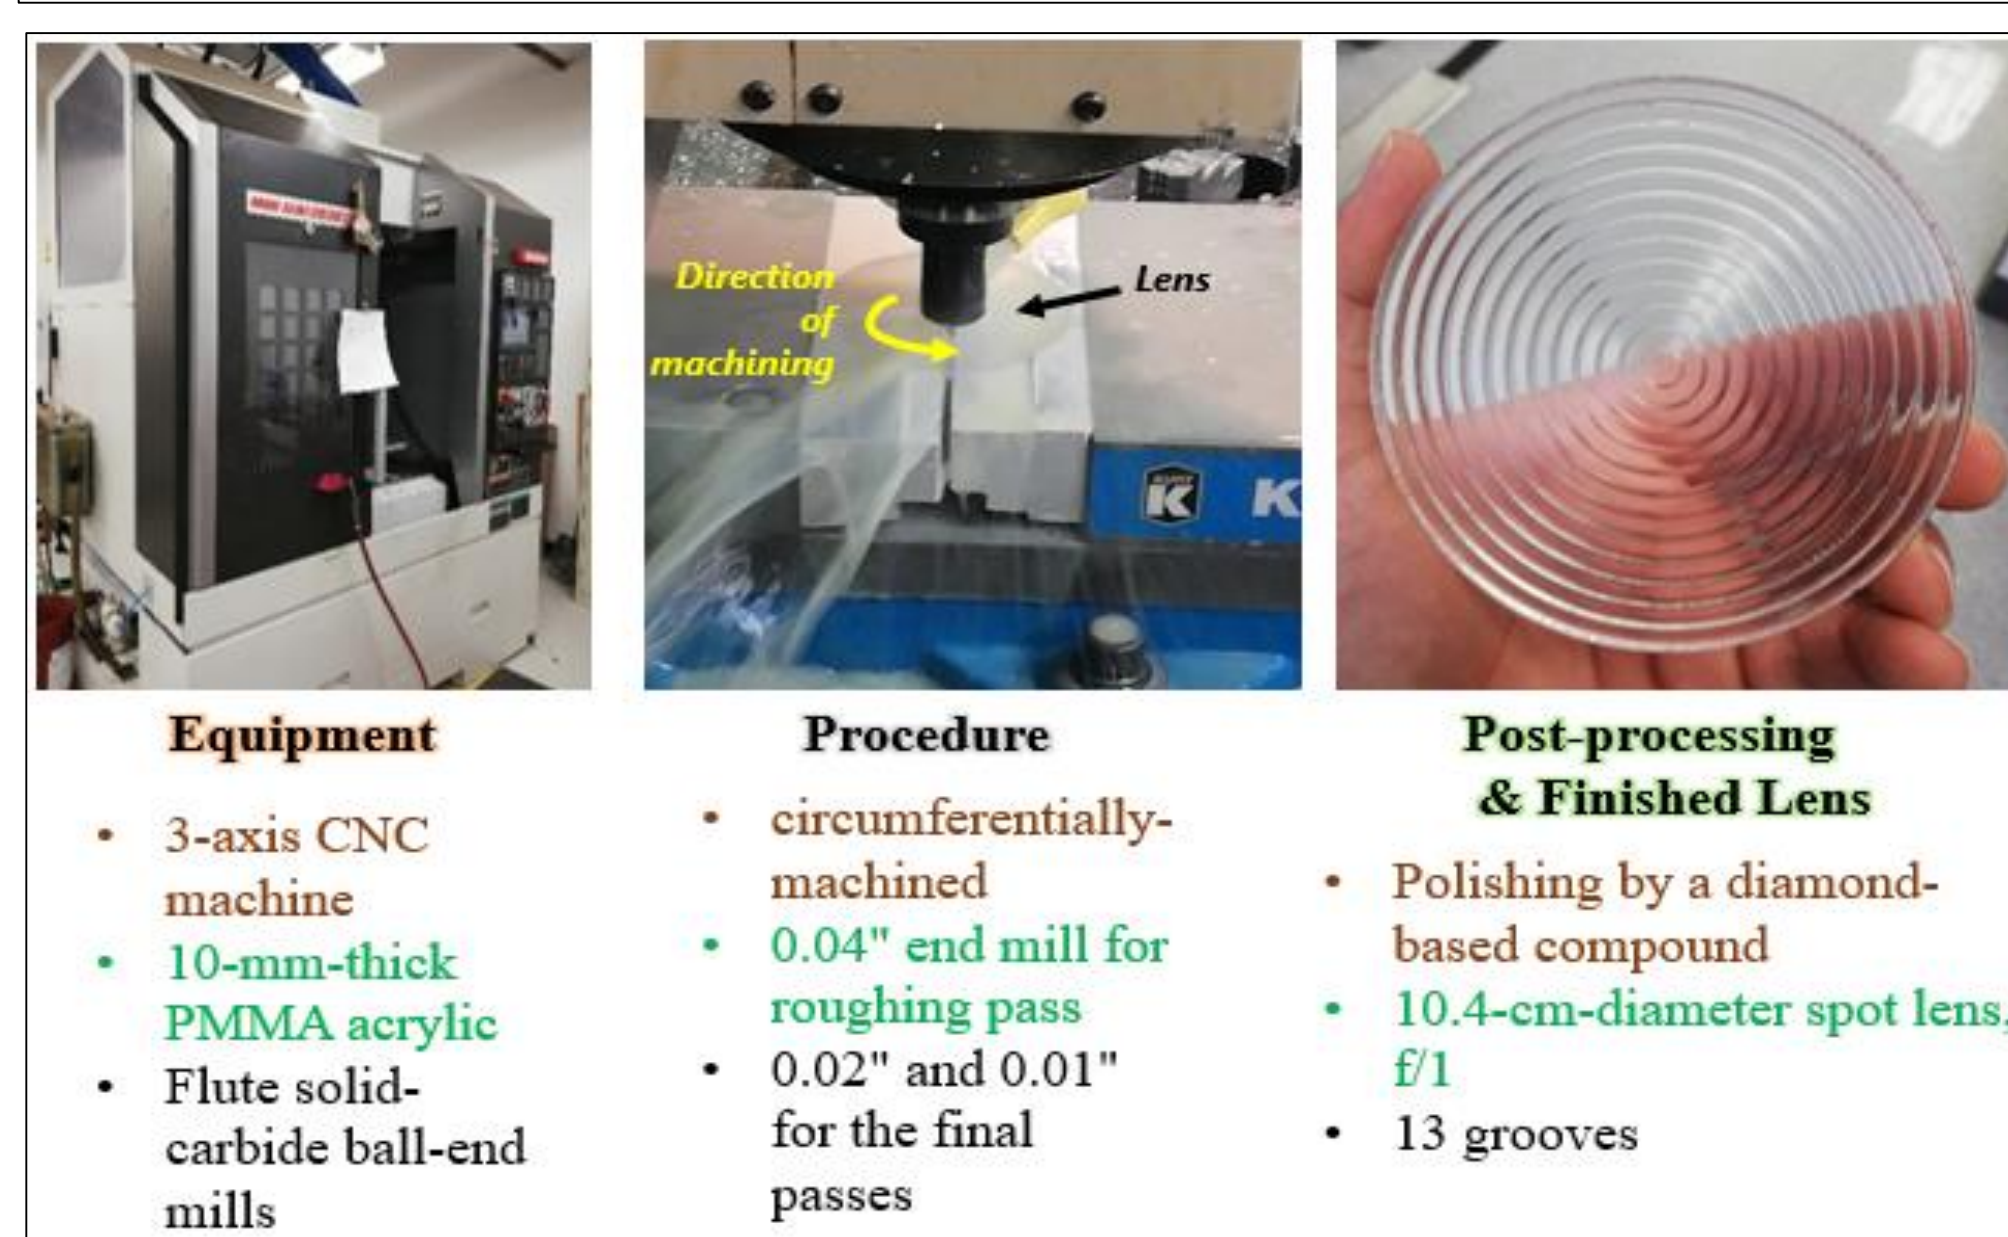 Direction
of
machining
Lens
K
K
Equipment
• 3-axis CNC
machine
• 10-mm-thick
PMMA acrylic
• Flute solid-
carbide ball-end
mills
Procedure
• circumferentially-
machined
• 0.04" end mill for
roughing pass
• 0.02" and 0.01"
for the final
passes
Post-processing
& Finished Lens
• Polishing by a diamond-
based compound
• 10.4-cm-diameter spot lens,
f/1
• 13 grooves